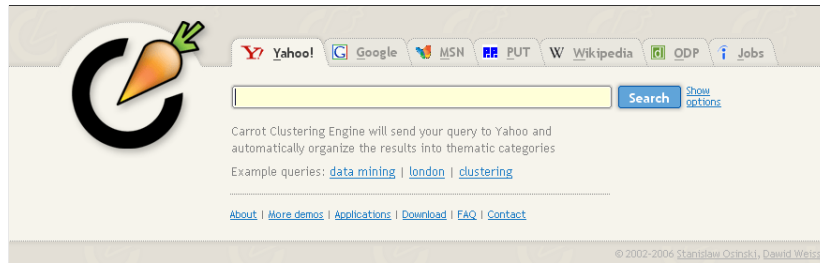 Yahoo! Google MSN PUT Wikipedia ODP Jobs
Search Show options
Carrot Clustering Engine will send your query to Yahoo and
automatically organize the results into thematic categories
Example queries: data mining | london | clustering
About | More demos | Applications | Download | FAQ | Contact
© 2002-2006 Stanislaw Osinski, Dawid Weiss